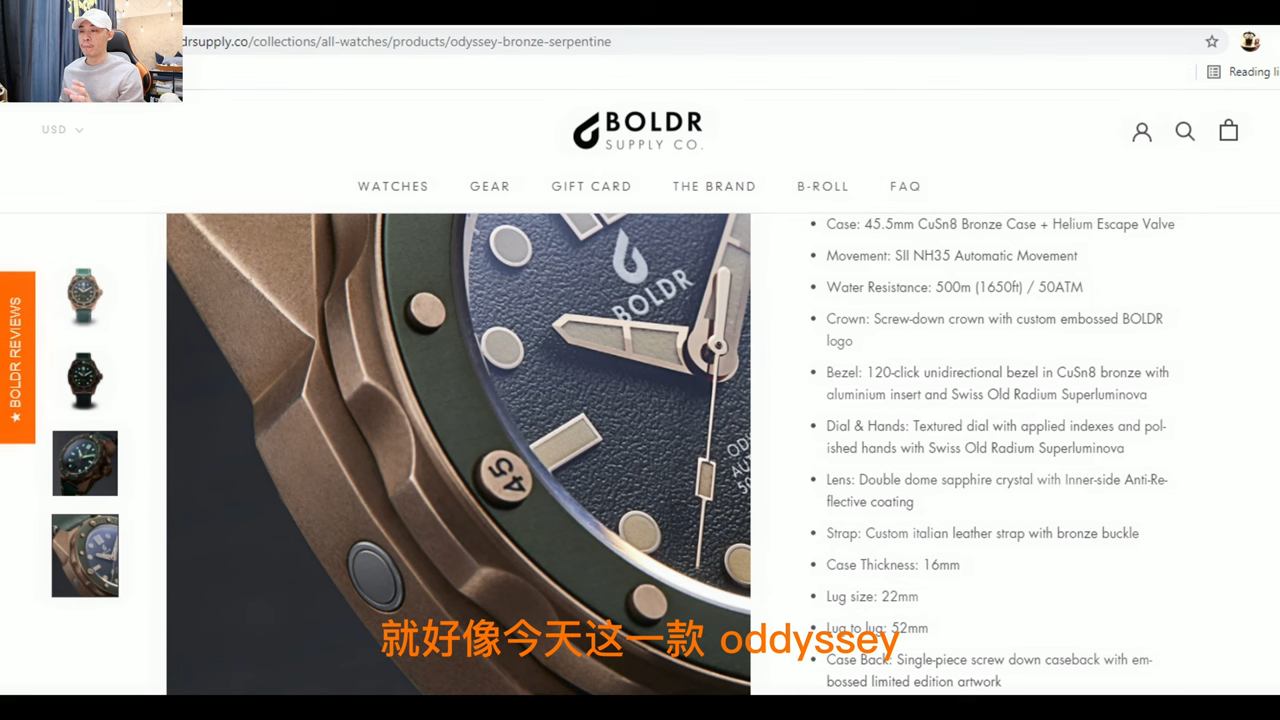 drsupply.co/collections/all-watches/products/odyssey-bronze-serpentine
Reading li
USD
BOLDR
SUPPLY CO.
WATCHES
GEAR
GIFT CARD
THE BRAND
B-ROLL
FAQ
★ BOLDR REVIEWS
BOLDR
45
• Case: 45.5mm CuSn8 Bronze Case + Helium Escape Valve
• Movement: SII NH35 Automatic Movement
• Water Resistance: 500m (1650ft) / 50ATM
• Crown: Screw-down crown with custom embossed BOLDR
logo
• Bezel: 120-click unidirectional bezel in CuSn8 bronze with
aluminium insert and Swiss Old Radium Superluminova
• Dial & Hands: Textured dial with applied indexes and pol-
ished hands with Swiss Old Radium Superluminova
• Lens: Double dome sapphire crystal with Inner-side Anti-Re-
flective coating
• Strap: Custom italian leather strap with bronze buckle
• Case Thickness: 16mm
• Lug size: 22mm
• Lug to lug: 52mm
• Case Back: Single-piece screw down caseback with em-
bossed limited edition artwork
就好像今天这一款 oddyssey